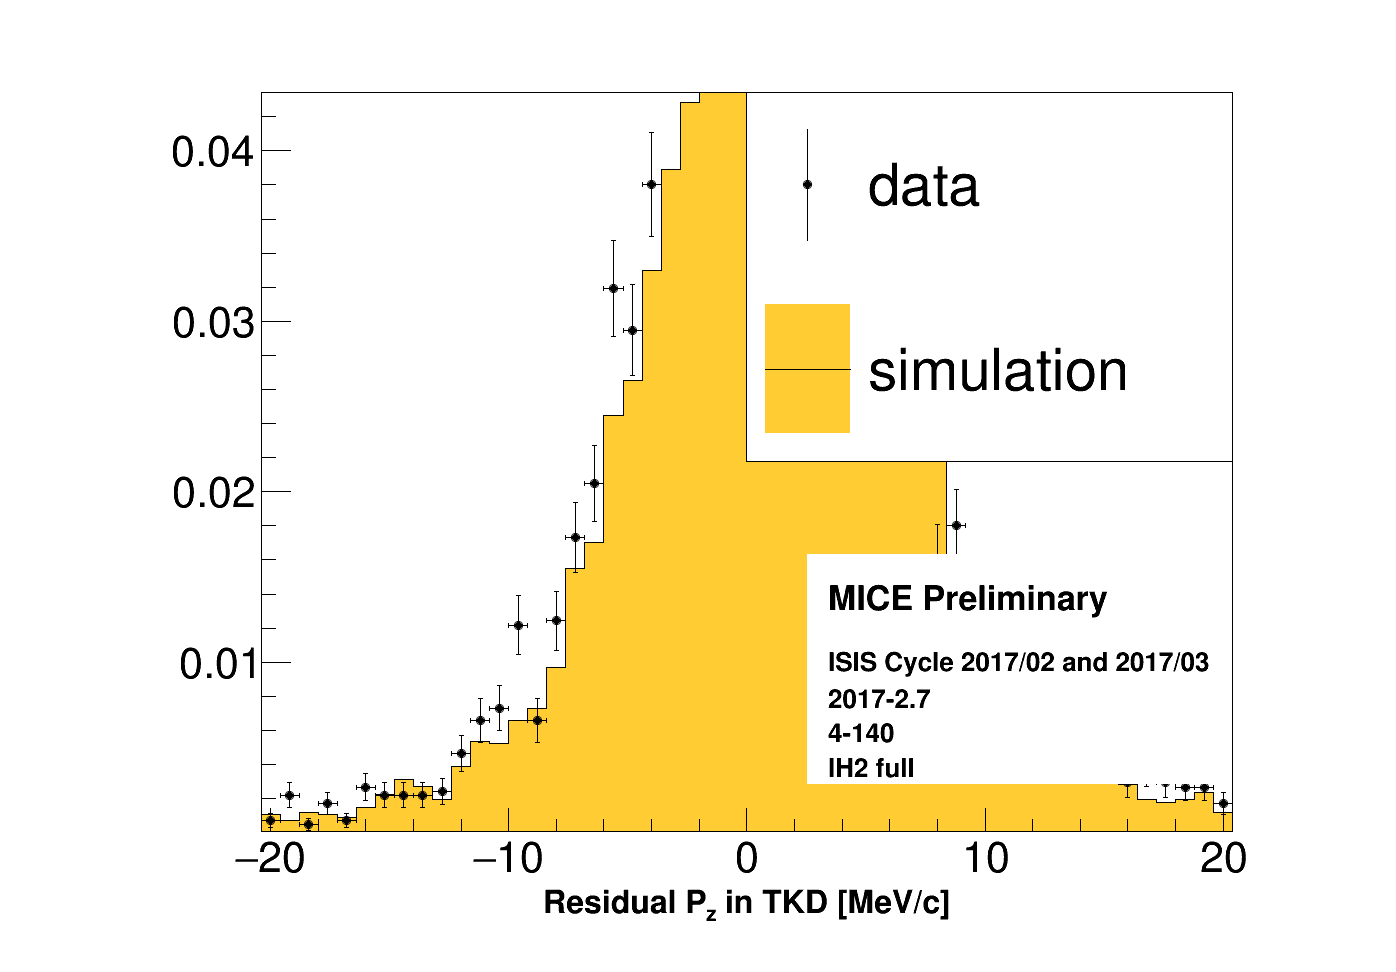 0.04
0.03
0.02
0.01
data
simulation
MICE Preliminary
ISIS Cycle 2017/02 and 2017/03
2017-2.7
4-140
IH2 full
−20
−10
0
10
20
Residual Pz in TKD [MeV/c]